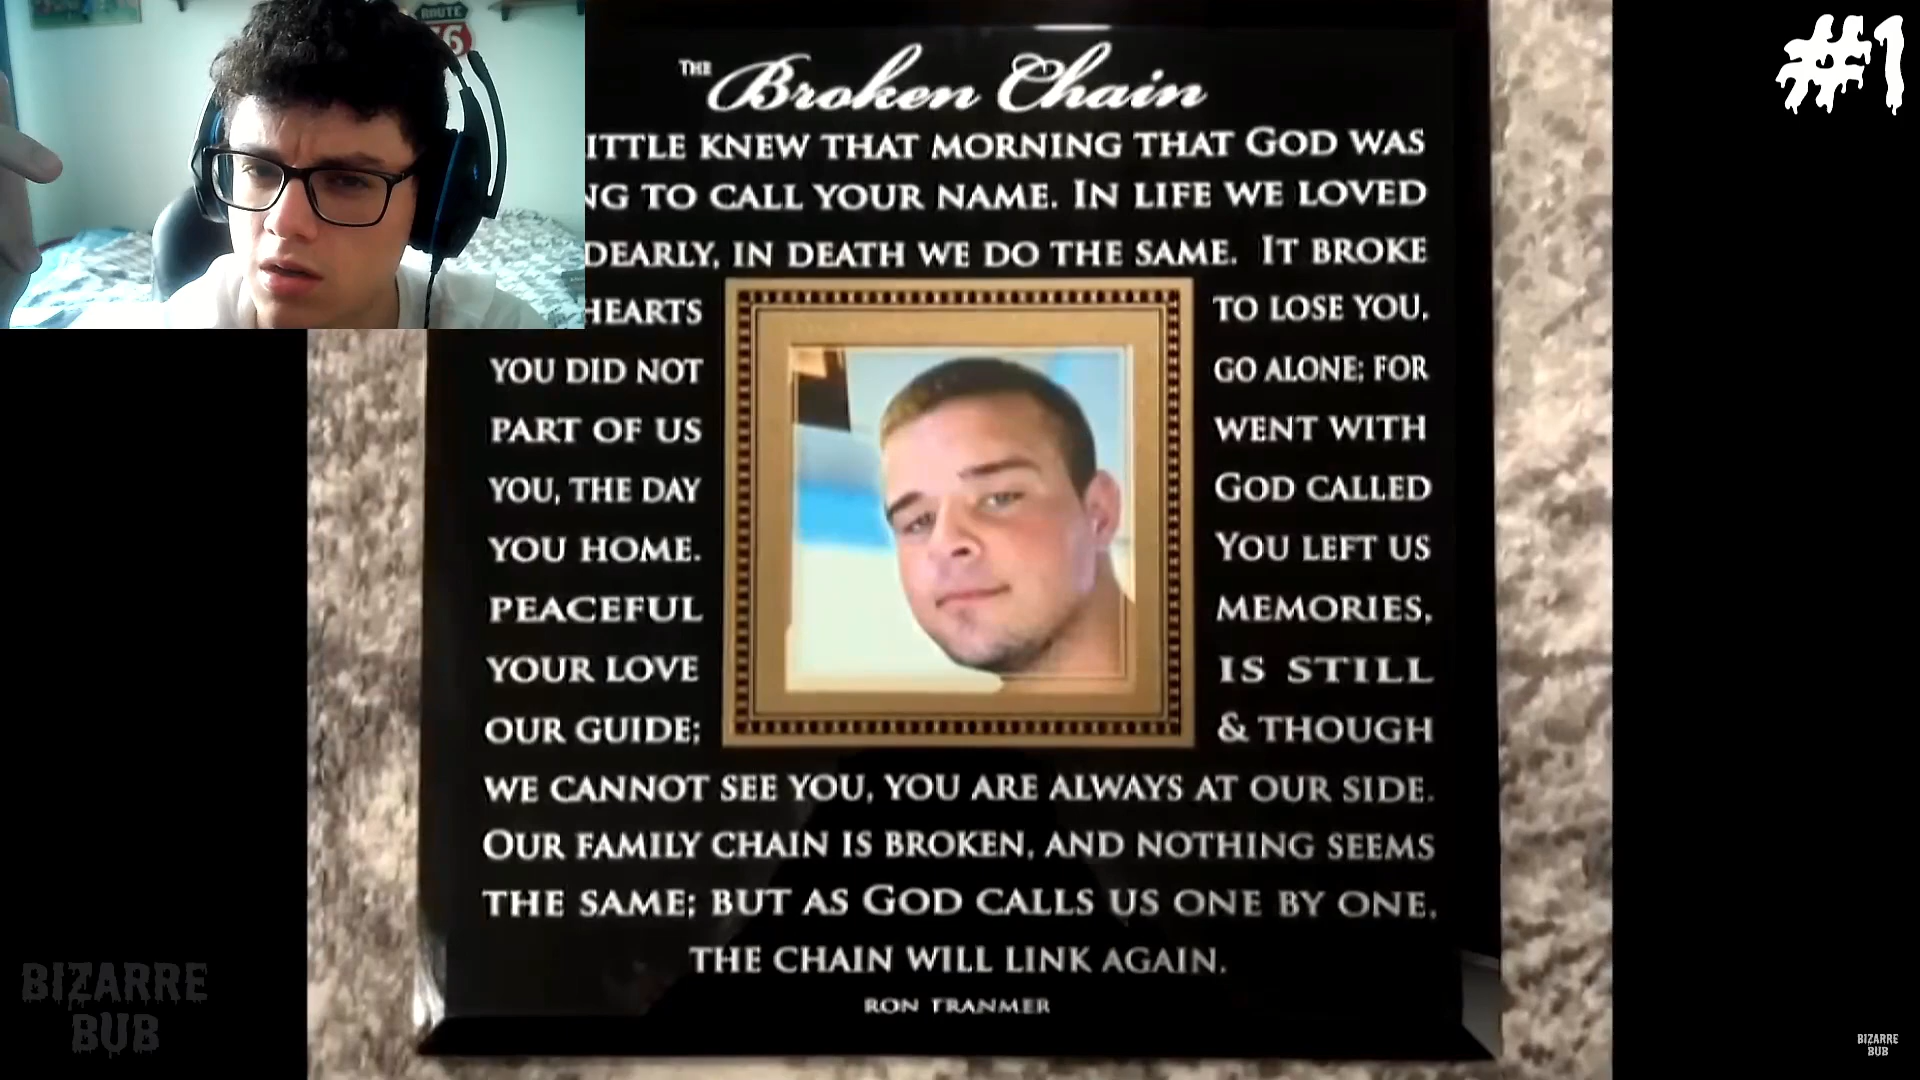 ROUTE
#1
THE Broken Chain
LITTLE KNEW THAT MORNING THAT GOD WAS
TO CALL YOUR NAME. IN LIFE WE LOVED
DEARLY, IN DEATH WE DO THE SAME. IT BROKE
HEARTS TO LOSE YOU.
YOU DID NOT GO ALONE; FOR
PART OF US WENT WITH
YOU, THE DAY GOD CALLED
YOU HOME. YOU LEFT US
PEACEFUL MEMORIES,
YOUR LOVE IS STILL
OUR GUIDE; & THOUGH
WE CANNOT SEE YOU, YOU ARE ALWAYS AT OUR SIDE.
OUR FAMILY CHAIN IS BROKEN, AND NOTHING SEEMS
THE SAME; BUT AS GOD CALLS US ONE BY ONE,
THE CHAIN WILL LINK AGAIN.
RON TRANMER
BIZARRE
BUB
BIZARRE
BUB